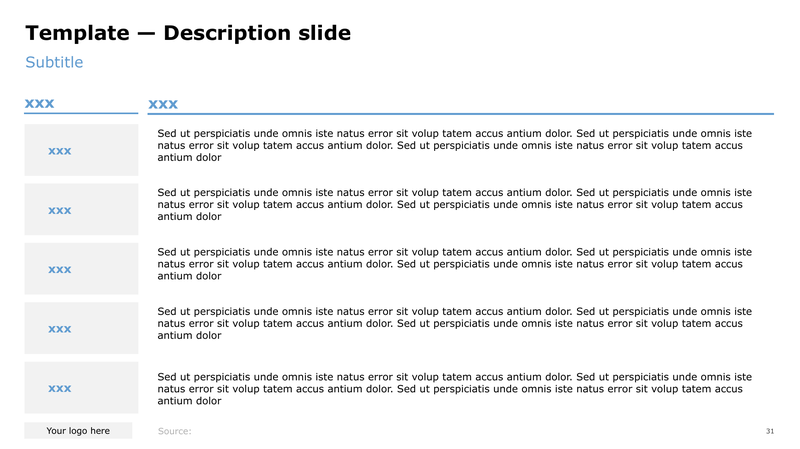 Template — Description slide
Subtitle
xxx
xxx
xxx
Sed ut perspiciatis unde omnis iste natus error sit volup tatem accus antium dolor. Sed ut perspiciatis unde omnis iste
natus error sit volup tatem accus antium dolor. Sed ut perspiciatis unde omnis iste natus error sit volup tatem accus
antium dolor
xxx
Sed ut perspiciatis unde omnis iste natus error sit volup tatem accus antium dolor. Sed ut perspiciatis unde omnis iste
natus error sit volup tatem accus antium dolor. Sed ut perspiciatis unde omnis iste natus error sit volup tatem accus
antium dolor
xxx
Sed ut perspiciatis unde omnis iste natus error sit volup tatem accus antium dolor. Sed ut perspiciatis unde omnis iste
natus error sit volup tatem accus antium dolor. Sed ut perspiciatis unde omnis iste natus error sit volup tatem accus
antium dolor
xxx
Sed ut perspiciatis unde omnis iste natus error sit volup tatem accus antium dolor. Sed ut perspiciatis unde omnis iste
natus error sit volup tatem accus antium dolor. Sed ut perspiciatis unde omnis iste natus error sit volup tatem accus
antium dolor
xxx
Sed ut perspiciatis unde omnis iste natus error sit volup tatem accus antium dolor. Sed ut perspiciatis unde omnis iste
natus error sit volup tatem accus antium dolor. Sed ut perspiciatis unde omnis iste natus error sit volup tatem accus
antium dolor
Your logo here
Source:
31